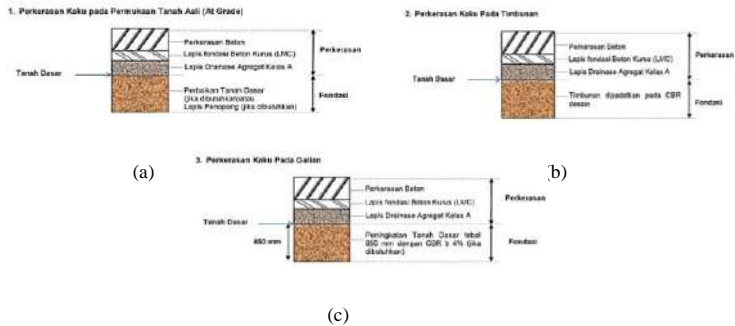 1. Perkerasan Kaku pada Permukaan Tanah Asli (At Grade)
Perkerasan Beton
Lapis fondasi Beton Kurus (LMC)
Lapis Drainase Agregat Kelas A
Perkerasan
Tanah Dasar
Perbaikan Tanah Dasar
(jika dibutuhkan)atau
Lapis Penopang (jika dibutuhkan)
Fondasi
(a)
2. Perkerasan Kaku Pada Timbunan
Perkerasan Beton
Lapis fondasi Beton Kurus (LMC)
Lapis Drainase Agregat Kelas A
Perkerasan
Tanah Dasar
Timbunan dipadatkan pada CBR
desain
Fondasi
b)
3. Perkerasan Kaku Pada Galian
Perkerasan Beton
Lapis fondasi Beton Kurus (LMC)
Lapis Drainase Agregat Kelas A
Perkerasan
Tanah Dasar
850 mm
Peningkatan Tanah Dasar tebal
850 mm dengan CBR ≥ 4% (jika
dibutuhkan)
Fondasi
(c)